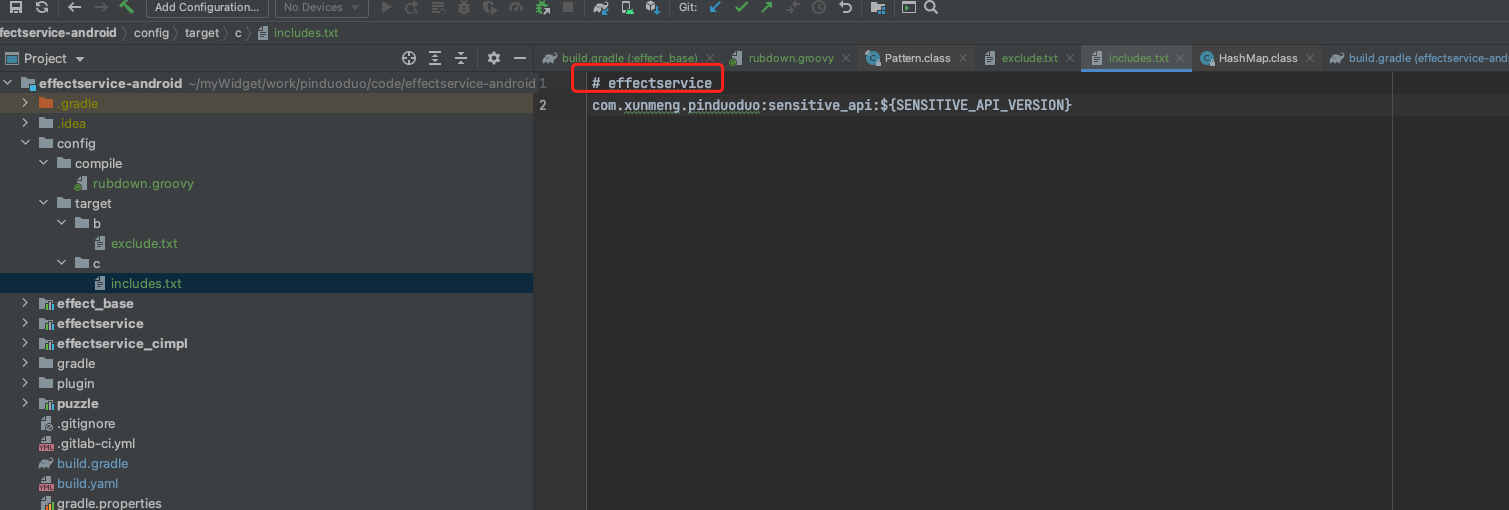 Add Configuration... No Devices Git:
effectservice-android config target c includes.txt
Project
build.gradle (:effect_base) rubdown.groovy Pattern.class exclude.txt includes.txt HashMap.class build.gradle (effectservice-and
effectservice-android ~/myWidget/work/pinduoduo/code/effectservice-android
1 # effectservice
2 com.xunmeng.pinduoduo:sensitive_api:${SENSITIVE_API_VERSION}
.gradle
.idea
config
compile
rubdown.groovy
target
b
exclude.txt
c
includes.txt
effect_base
effectservice
effectservice_cimpl
gradle
plugin
puzzle
.gitignore
.gitlab-ci.yml
build.gradle
build.yaml
gradle.properties